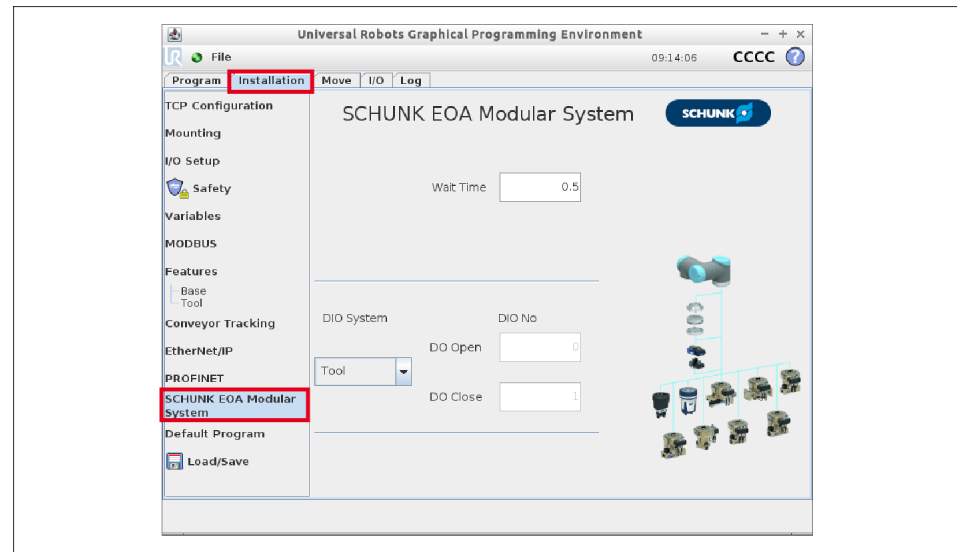 Universal Robots Graphical Programming Environment
File
09:14:06
CCCC
?
Program Installation Move I/O Log
TCP Configuration
Mounting
I/O Setup
Safety
Variables
MODBUS
Features
Base
Tool
Conveyor Tracking
EtherNet/IP
PROFINET
SCHUNK EOA Modular
System
Default Program
Load/Save
SCHUNK EOA Modular System
SCHUNK
Wait Time 0.5
DIO System DIO No
DO Open 0
Tool
DO Close 1